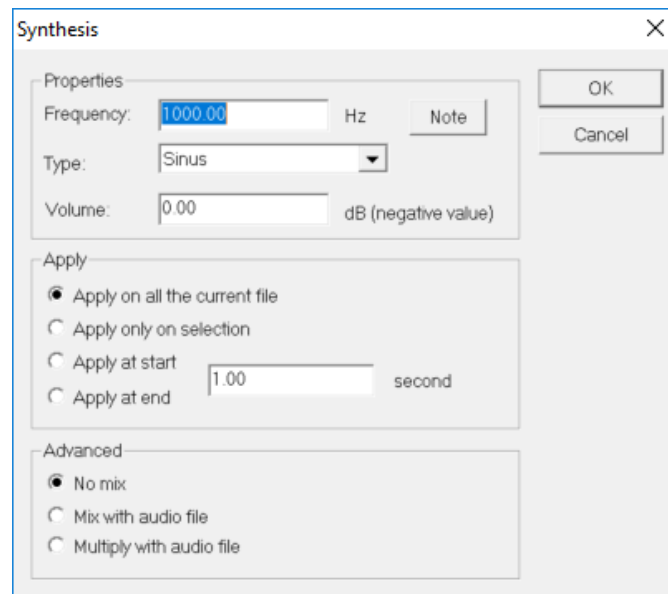 Synthesis
Properties
OK
Frequency: 1000.00 Hz Note
Cancel
Type: Sinus
Volume: 0.00 dB (negative value)
Apply
Apply on all the current file
Apply only on selection
Apply at start
1.00 second
Apply at end
Advanced
No mix
Mix with audio file
Multiply with audio file